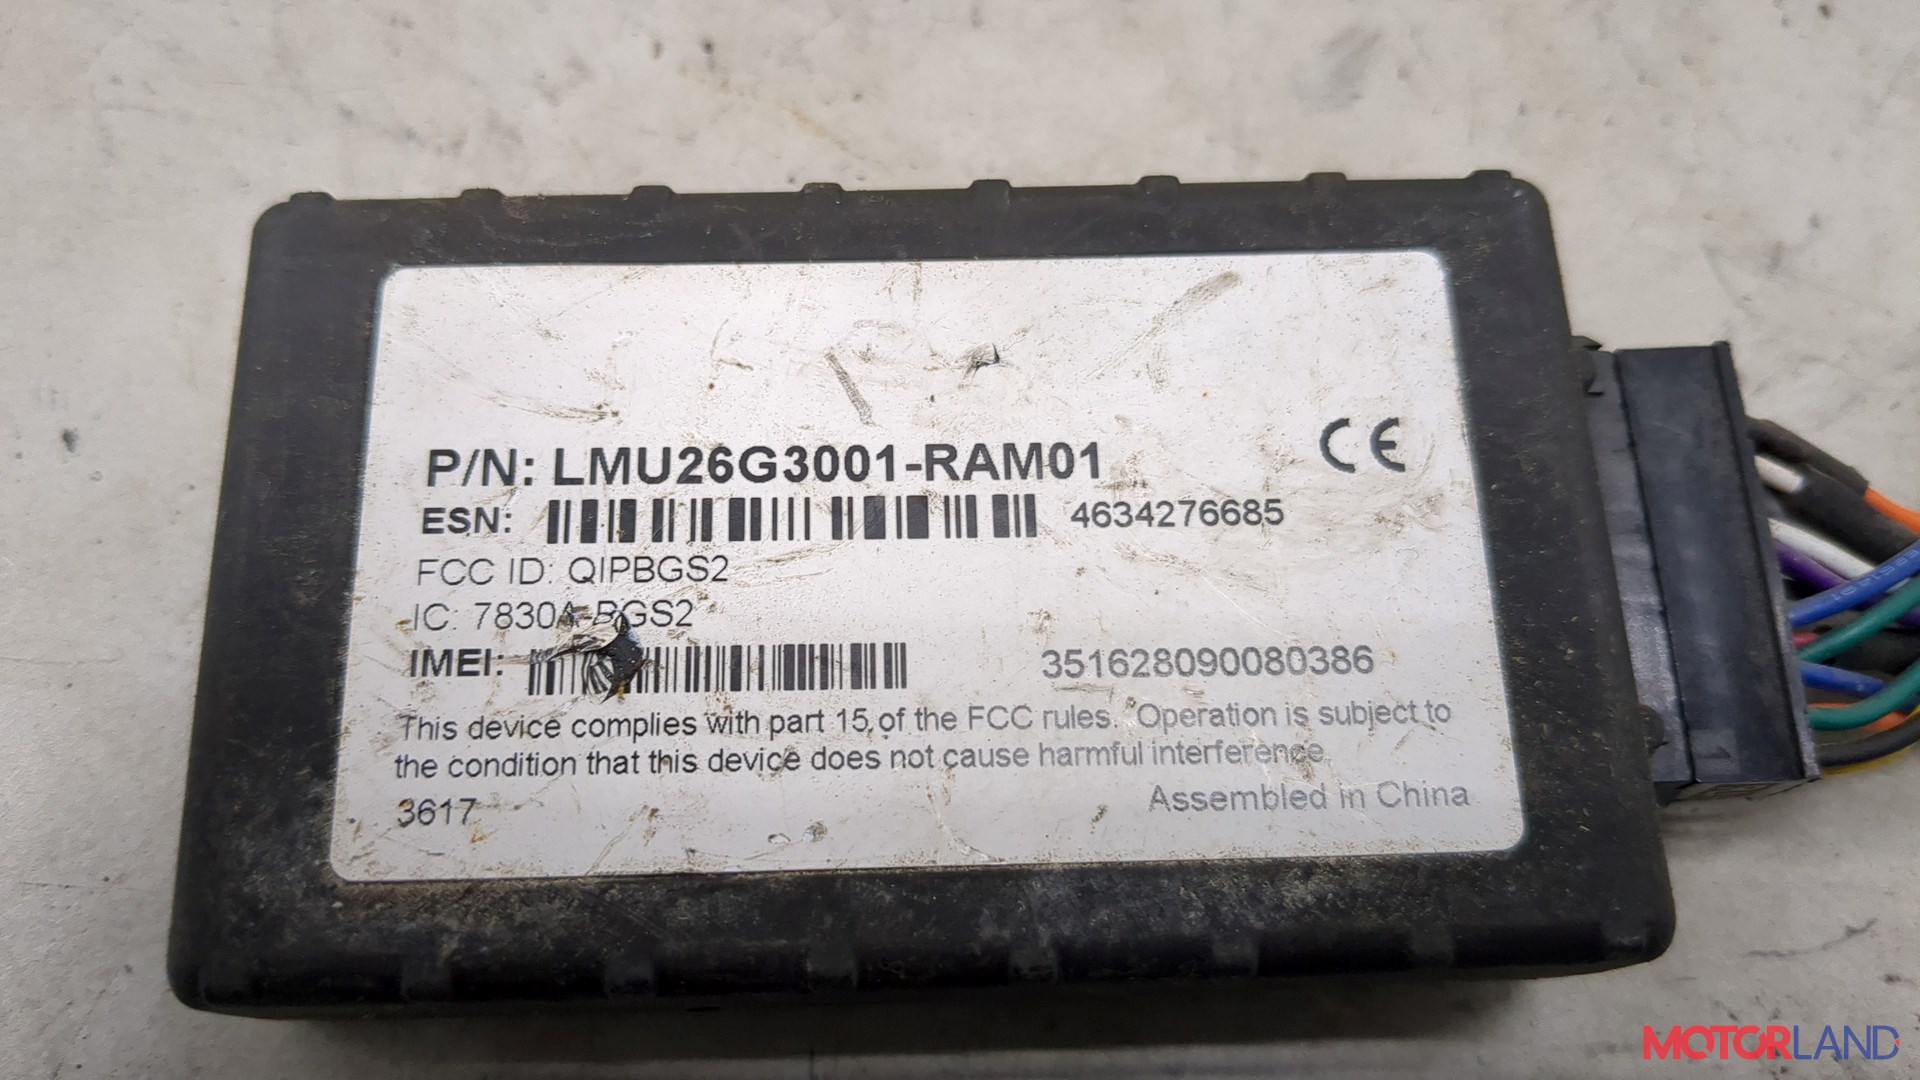 P/N: LMU26G3001-RAM01
CE
ESN: 4634276685
FCC ID: QIPBGS2
IC: 7830A-BGS2
IMEI: 351628090080386
This device complies with part 15 of the FCC rules. Operation is subject to
the condition that this device does not cause harmful interference.
3617
Assembled in China
MOTORLAND